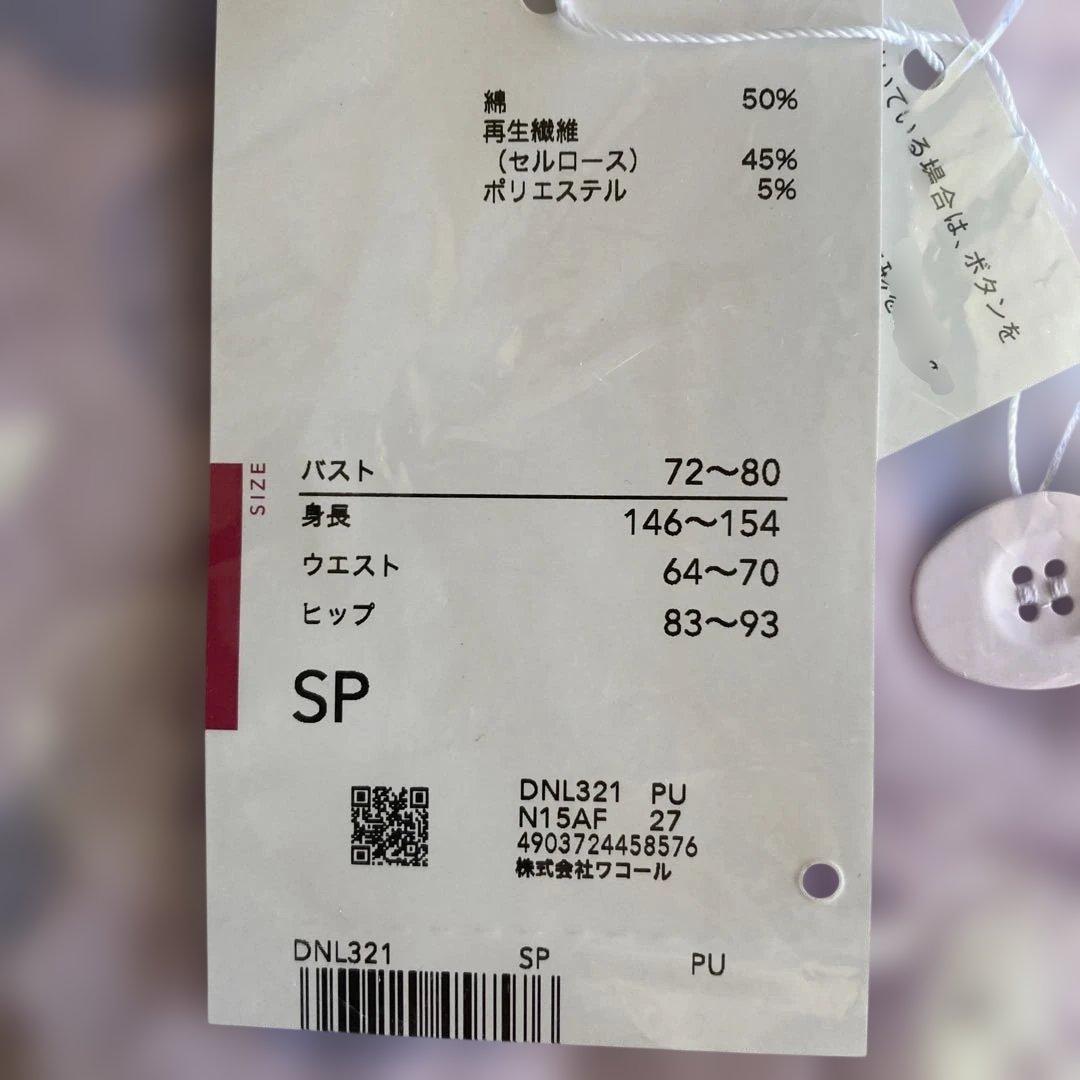 綿 50%
再生繊維
（セルロース） 45%
ポリエステル 5%
いている場合は、ボタンを
SIZE
バスト 72〜80
身長 146〜154
ウエスト 64〜70
ヒップ 83〜93
SP
DNL321 PU
N15AF 27
4903724458576
株式会社ワコール
DNL321 SP PU